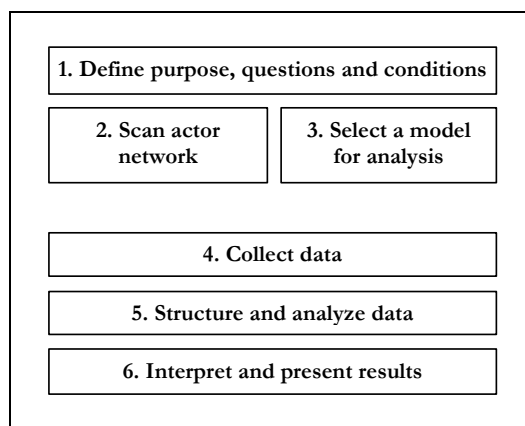 1. Define purpose, questions and conditions
2. Scan actor
network
3. Select a model
for analysis
4. Collect data
5. Structure and analyze data
6. Interpret and present results